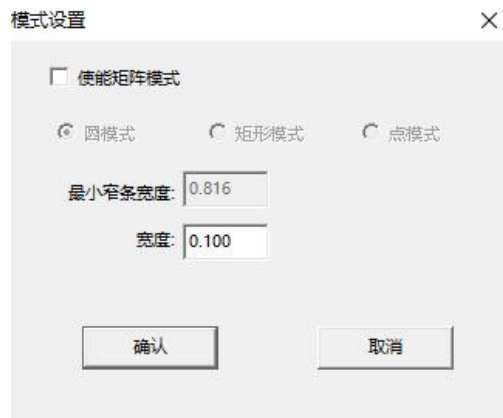 模式设置
使能矩阵模式
圆模式 矩形模式 点模式
最小窄条宽度: 0.816
宽度: 0.100
确认 取消